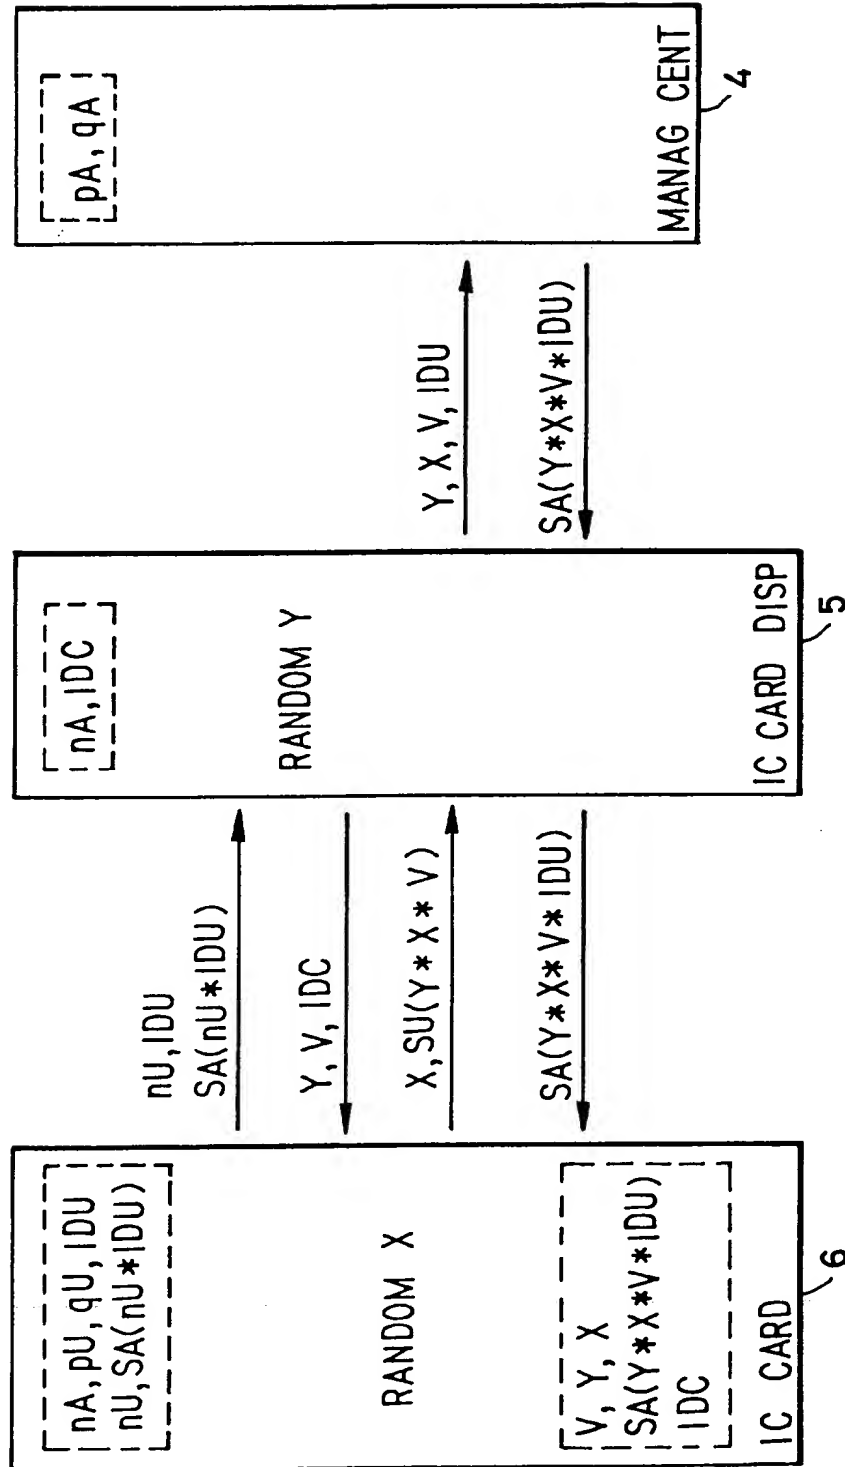 nA, pU, qU, IDU
nU, SA(nU*IDU)
RANDOM X
V, Y, X
SA(Y*X*V*IDU)
IDC
IC CARD
6
nU, IDU
SA(nU*IDU)
Y, V, IDC
X, SU(Y*X*V)
SA(Y*X*V*IDU)
nA, IDC
RANDOM Y
IC CARD DISP
5
Y, X, V, IDU
SA(Y*X*V*IDU)
pA, qA
MANAG CENT
4